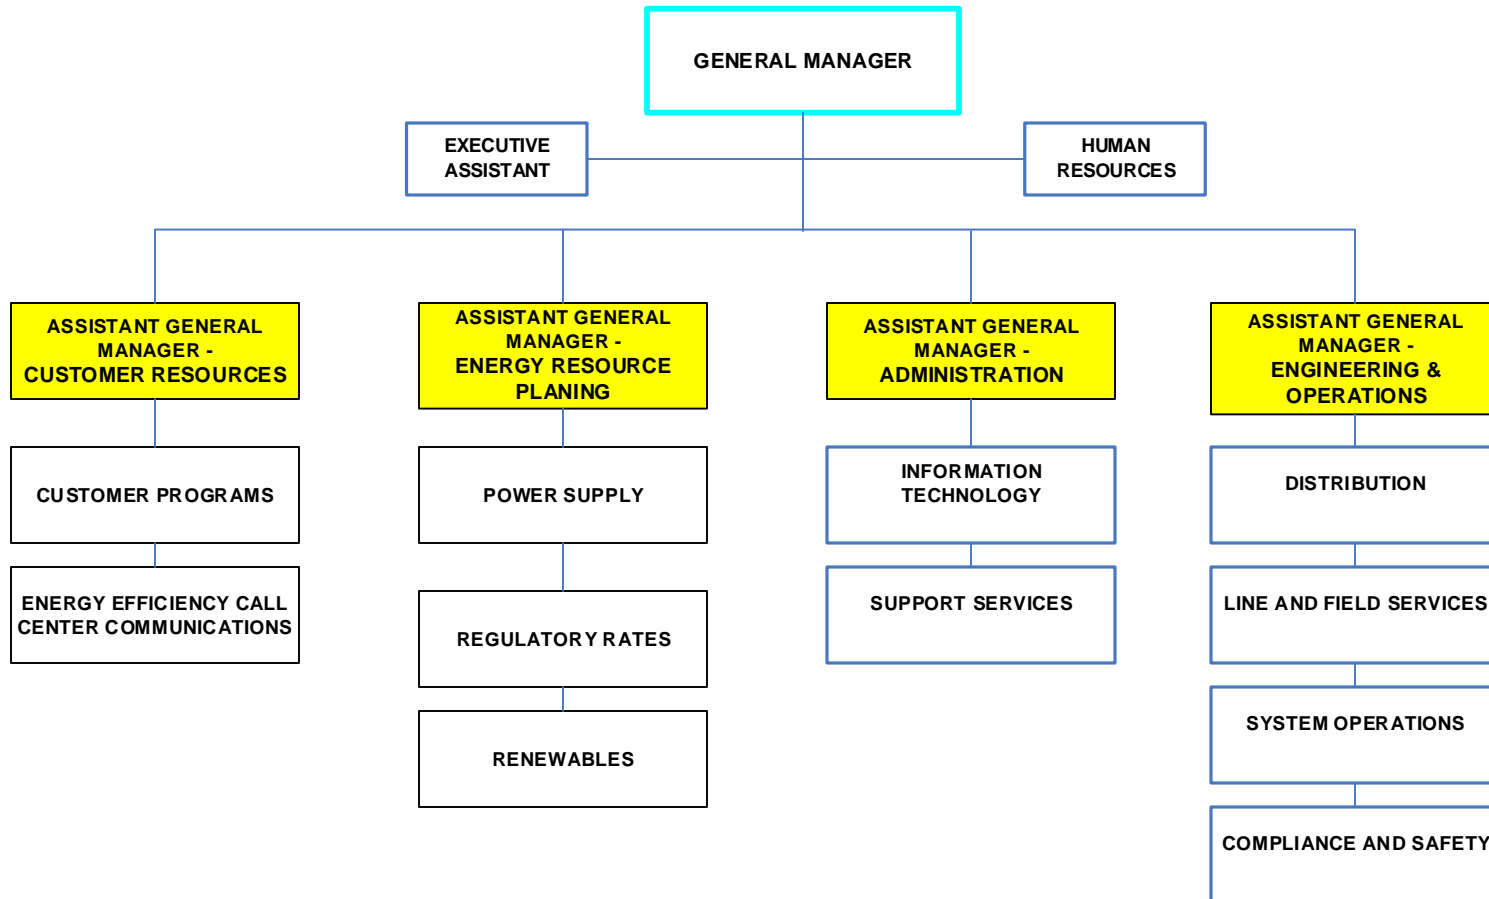 GENERAL MANAGER
EXECUTIVE
ASSISTANT
HUMAN
RESOURCES
ASSISTANT GENERAL
MANAGER -
CUSTOMER RESOURCES
ASSISTANT GENERAL
MANAGER -
ENERGY RESOURCE
PLANING
ASSISTANT GENERAL
MANAGER -
ADMINISTRATION
ASSISTANT GENERAL
MANAGER -
ENGINEERING &
OPERATIONS
CUSTOMER PROGRAMS
POWER SUPPLY
INFORMATION
TECHNOLOGY
DISTRIBUTION
ENERGY EFFICIENCY CALL
CENTER COMMUNICATIONS
REGULATORY RATES
SUPPORT SERVICES
LINE AND FIELD SERVICES
RENEWABLES
SYSTEM OPERATIONS
COMPLIANCE AND SAFETY